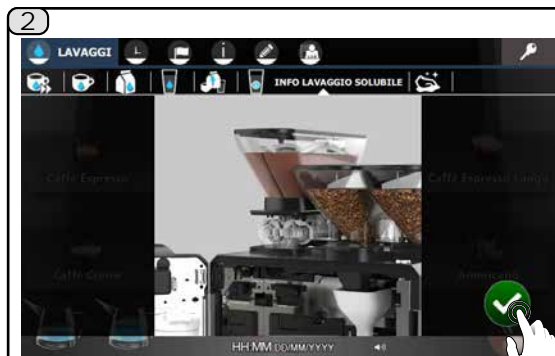 2
LAVAGGI
INFO LAVAGGIO SOLUBILE
Caffè Espresso
Caffè Espresso Lungo
Caffè Creme
Americano
HH:MM DD/MM/YYYY